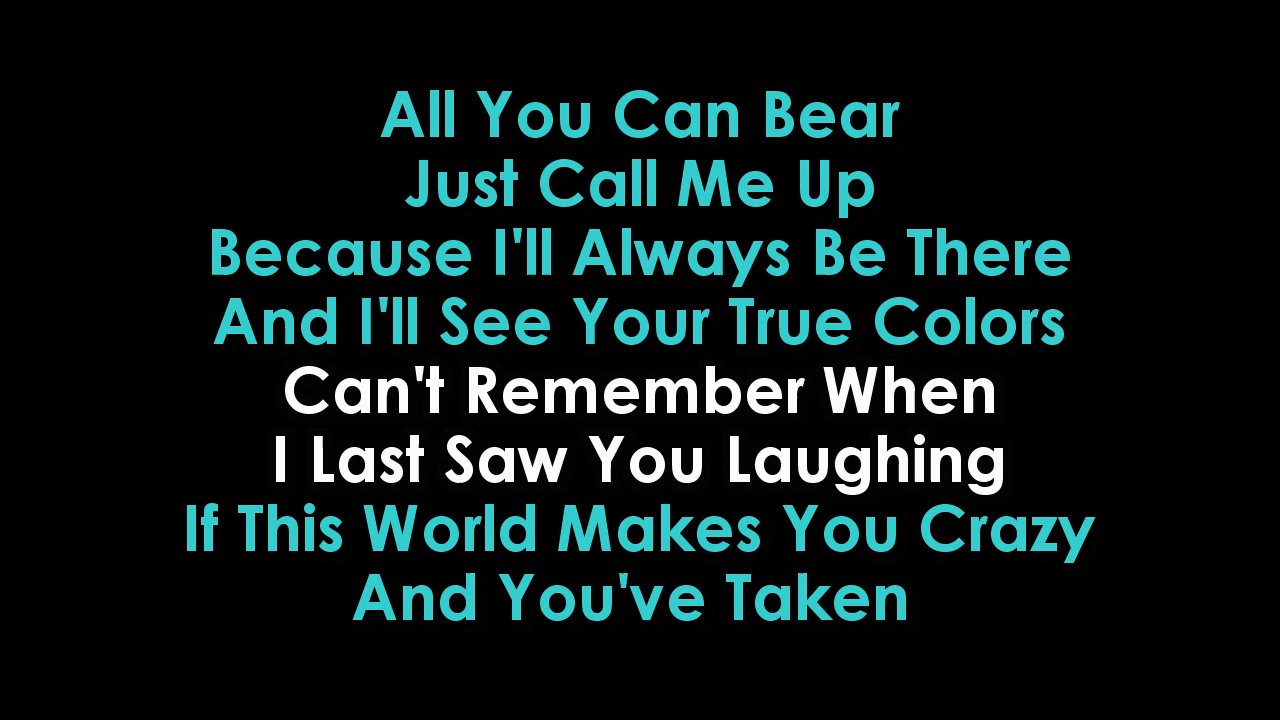 All You Can Bear
Just Call Me Up
Because I'll Always Be There
And I'll See Your True Colors
Can't Remember When
I Last Saw You Laughing
If This World Makes You Crazy
And You've Taken